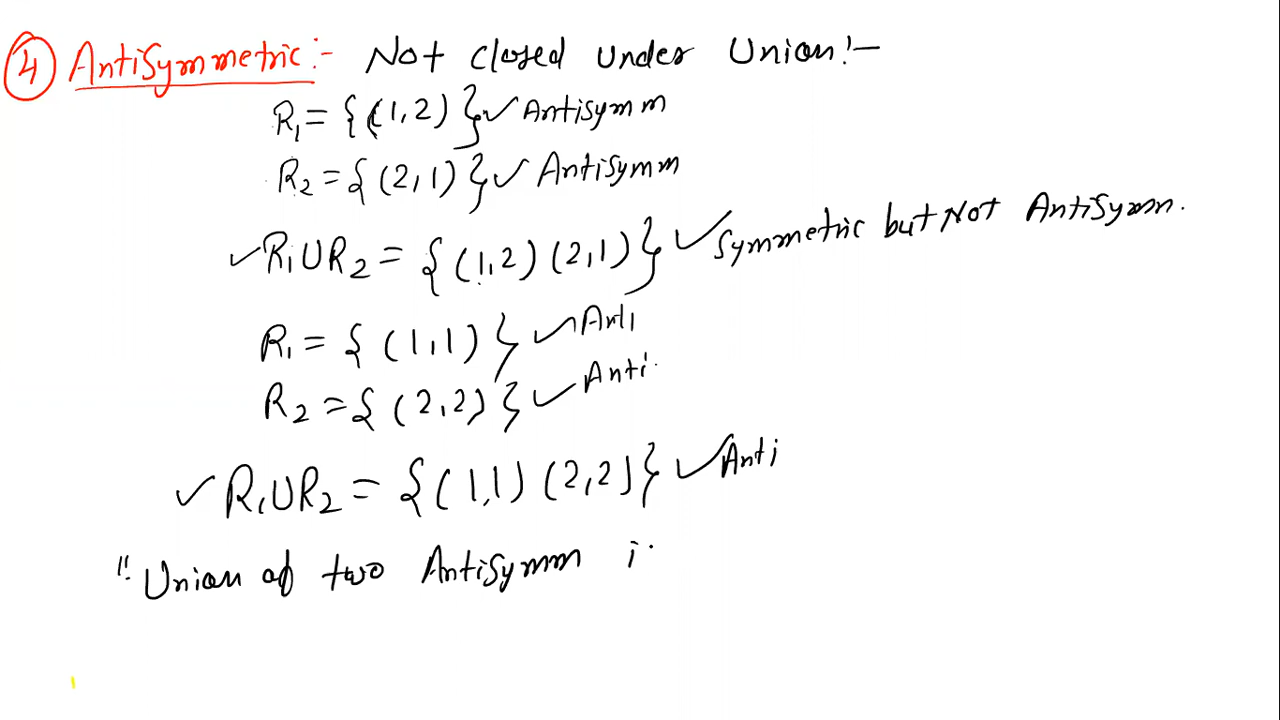 ④ AntiSymmetric:- Not closed under Union:-
R₁ = {(1,2)} ✓ Antisymm
R₂ = {(2,1)} ✓ Antisymm
✓ R₁∪R₂ = {(1,2)(2,1)} ✓ Symmetric but Not AntiSymm.
R₁ = {(1,1)} ✓ Anti
R₂ = {(2,2)} ✓ Anti.
✓ R₁∪R₂ = {(1,1)(2,2)} ✓ Anti
"Union of two AntiSymm i